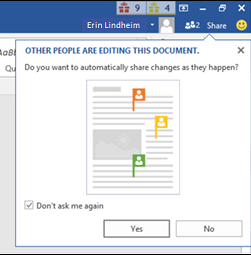 9 4
Erin Lindheim 2 Share
AaBb
Qu
OTHER PEOPLE ARE EDITING THIS DOCUMENT.
Do you want to automatically share changes as they happen?
Don't ask me again
Yes No